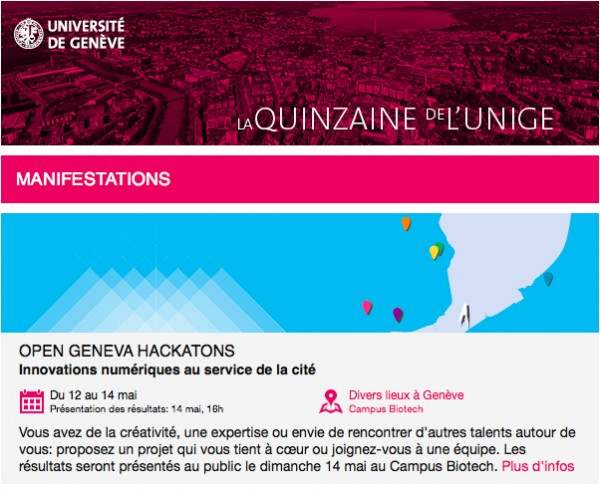 UNIVERSITÉ
DE GENÈVE
LA QUINZAINE DE L'UNIGE
MANIFESTATIONS
OPEN GENEVA HACKATONS
Innovations numériques au service de la cité
Du 12 au 14 mai
Présentation des résultats: 14 mai, 16h
Divers lieux à Genève
Campus Biotech
Vous avez de la créativité, une expertise ou envie de rencontrer d'autres talents autour de
vous: proposez un projet qui vous tient à cœur ou joignez-vous à une équipe. Les
résultats seront présentés au public le dimanche 14 mai au Campus Biotech. Plus d'infos